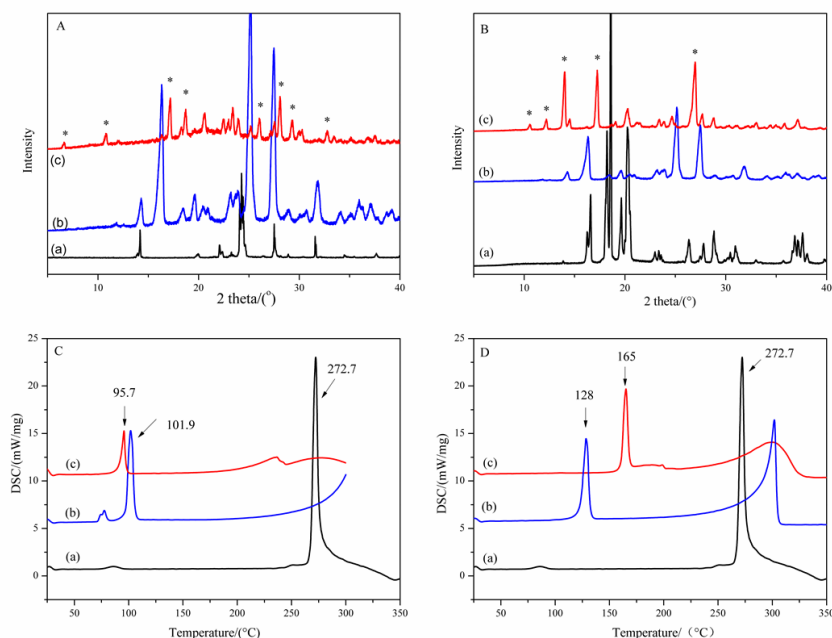 A
Intensity
* * * * * * * *
(c)
(b)
(a)
10 20 30 40
2 theta/(°)
B
Intensity
* * * * *
(c)
(b)
(a)
10 20 30 40
2 theta/(°)
C
DSC/(mW/mg)
25
20
15
10
5
0
272.7
95.7
101.9
(c)
(b)
(a)
50 100 150 200 250 300 350
Temperature/(°C)
D
DSC/(mW/mg)
25
20
15
10
5
0
272.7
165
128
(c)
(b)
(a)
50 100 150 200 250 300 350
Temperature/（°C）